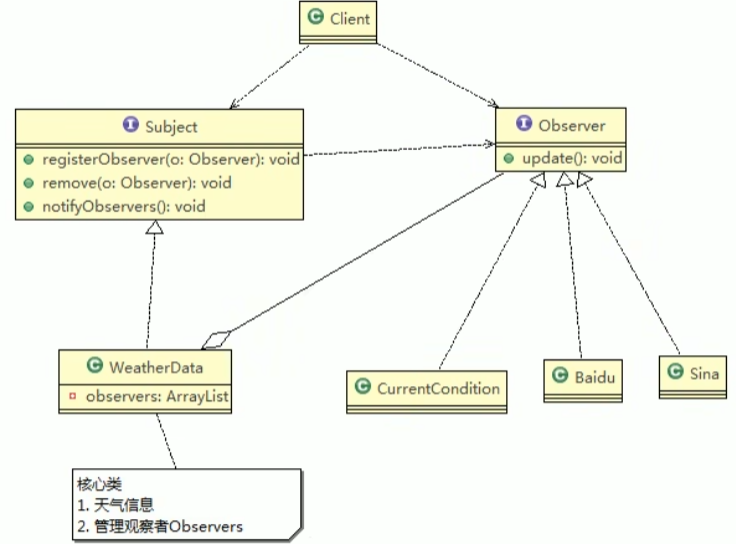 C Client
I Subject
registerObserver(o: Observer): void
remove(o: Observer): void
notifyObservers(): void
I Observer
update(): void
C WeatherData
observers: ArrayList
C CurrentCondition
C Baidu
C Sina
核心类
1. 天气信息
2. 管理观察者Observers